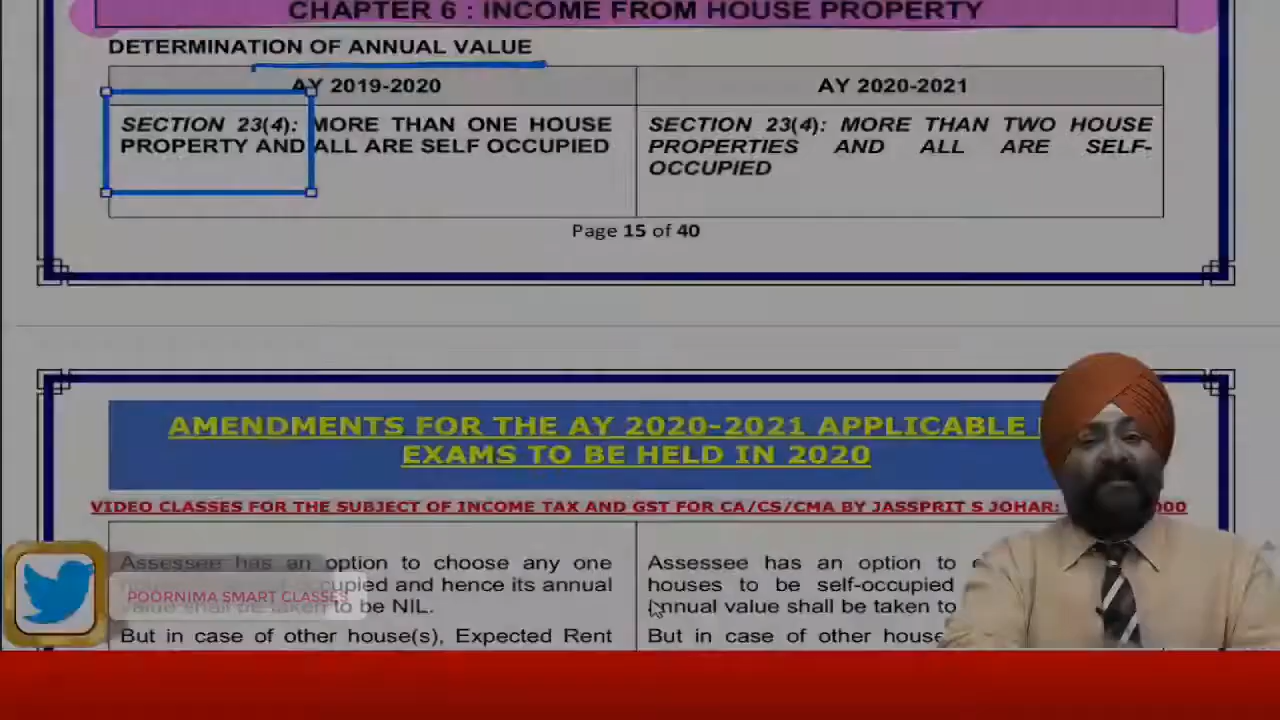 CHAPTER 6 : INCOME FROM HOUSE PROPERTY
DETERMINATION OF ANNUAL VALUE
AY 2019-2020
AY 2020-2021
SECTION 23(4): MORE THAN ONE HOUSE
PROPERTY AND ALL ARE SELF OCCUPIED
SECTION 23(4): MORE THAN TWO HOUSE
PROPERTIES AND ALL ARE SELF-
OCCUPIED
Page 15 of 40
AMENDMENTS FOR THE AY 2020-2021 APPLICABLE
EXAMS TO BE HELD IN 2020
VIDEO CLASSES FOR THE SUBJECT OF INCOME TAX AND GST FOR CA/CS/CMA BY JASSPRIT S JOHAR:
Assessee has an option to choose any one
occupied and hence its annual
value shall be taken to be NIL.
But in case of other house(s), Expected Rent
Assessee has an option to
houses to be self-occupied
Annual value shall be taken to
But in case of other house
POORNIMA SMART CLASSES